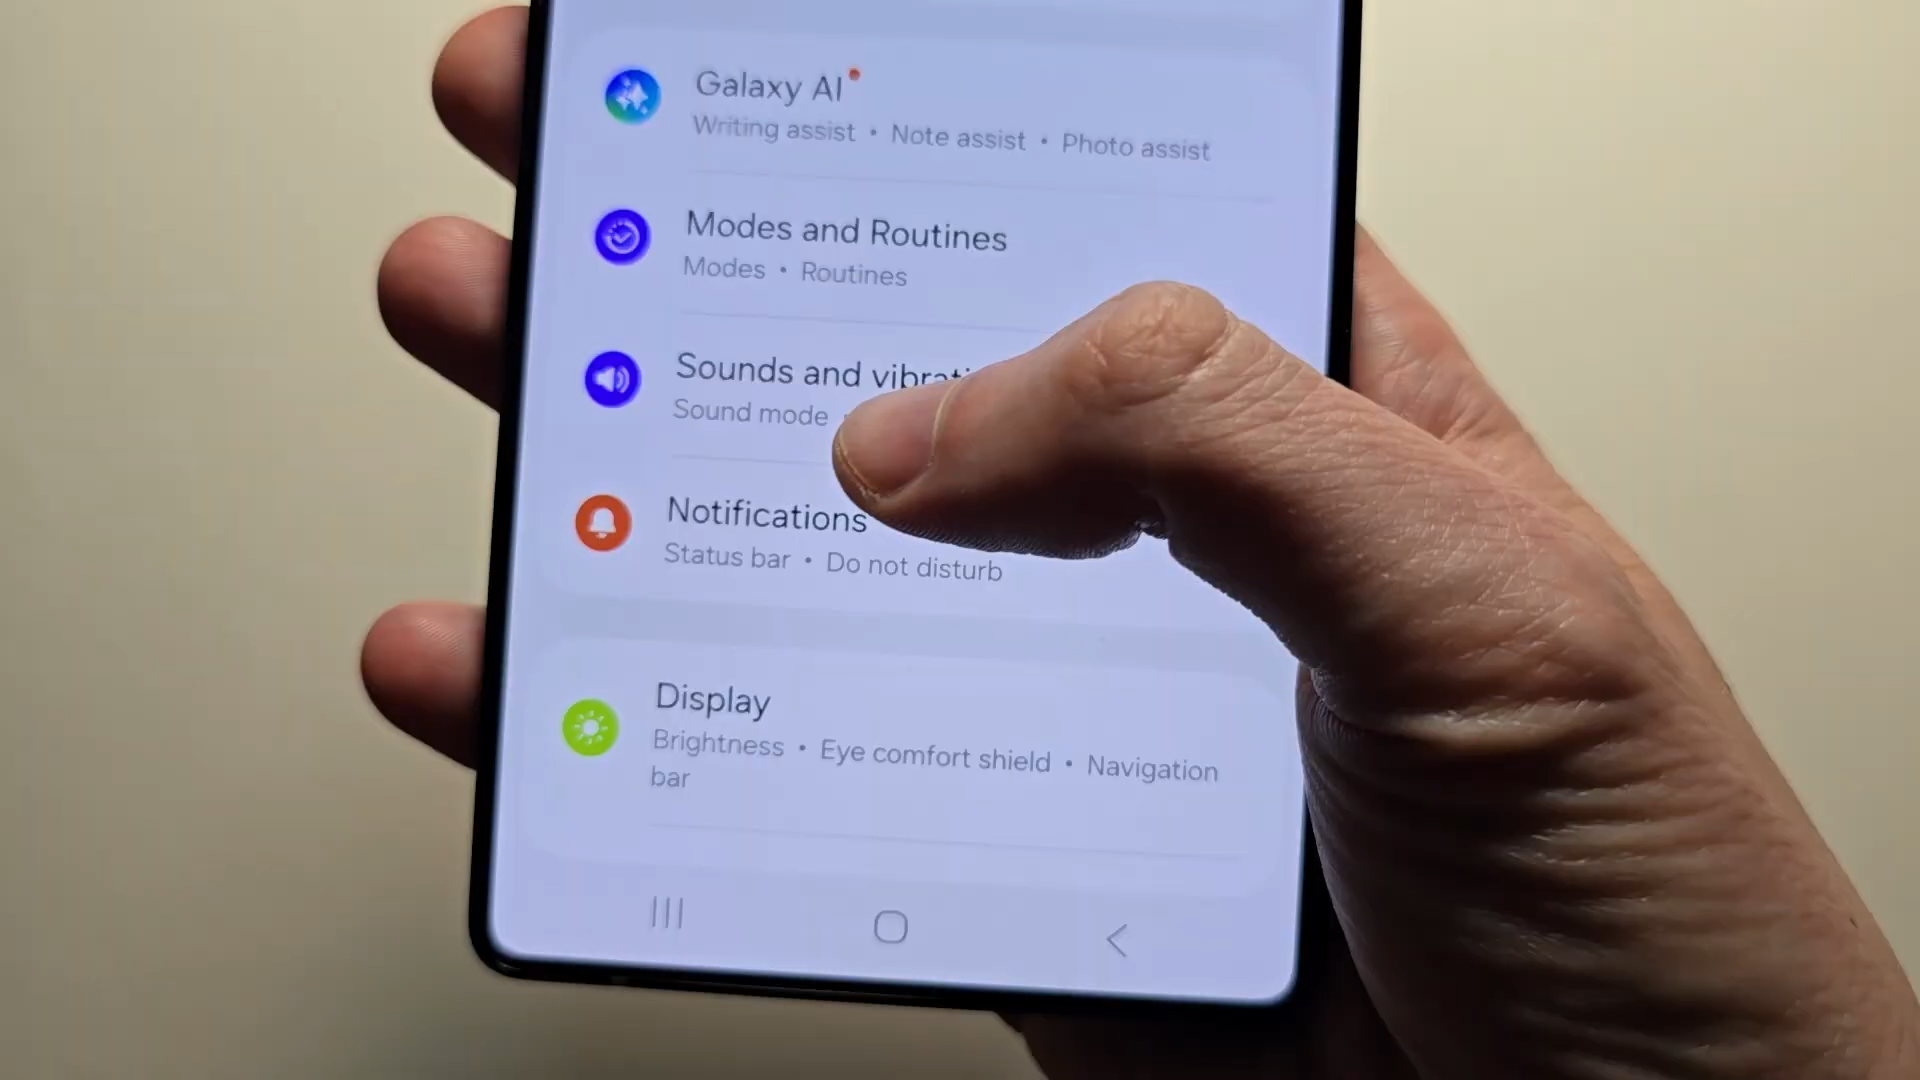 Galaxy AI
Writing assist • Note assist • Photo assist
Modes and Routines
Modes • Routines
Sounds and
Sound mode
Notifications
Status bar • Do not disturb
Display
Brightness • Eye comfort shield • Navigation
bar